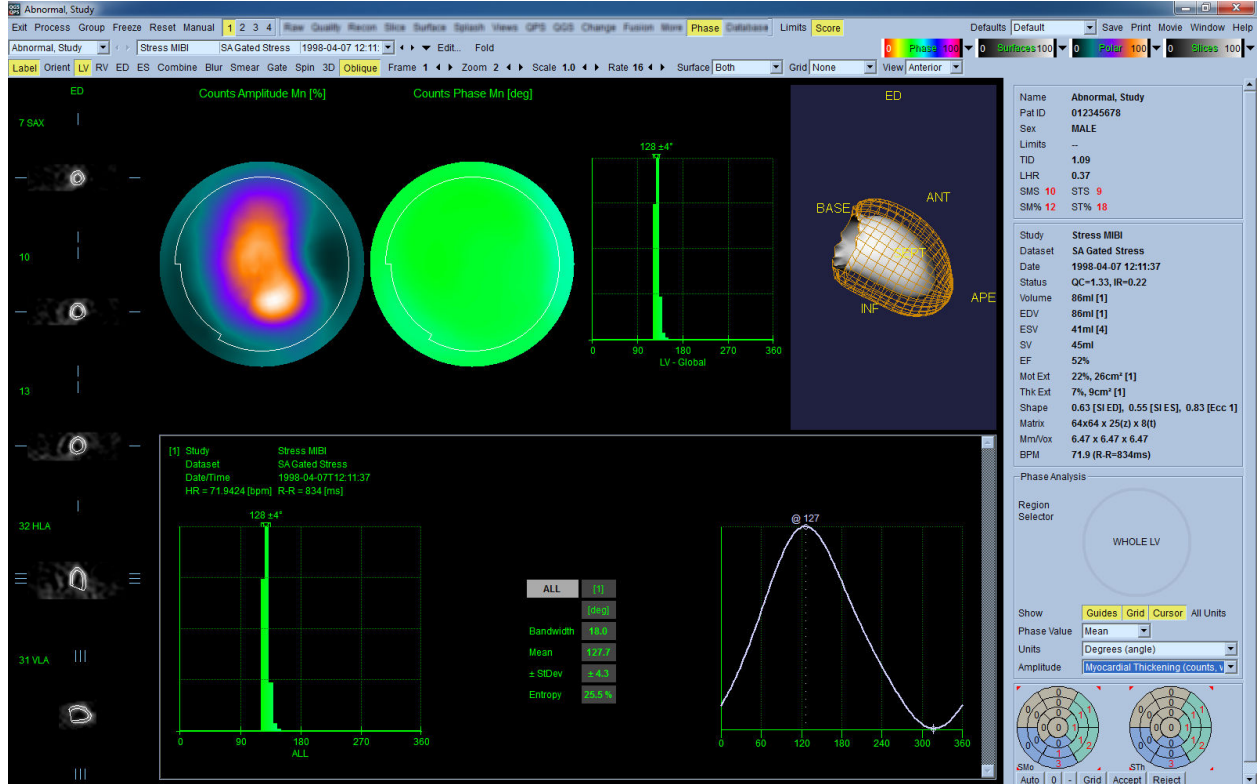 Abnormal, Study
Exit Process Group Freeze Reset Manual 1 2 3 4 Raw Quality Recon Slice Surface Splash Views QPS QGS Change Fusion More Phase Database Limits Score Defaults Default Save Print Movie Window Help
Abnormal, Study Stress MIBI SA Gated Stress 1998-04-07 12:11: Edit... Fold 0 Phase 100 0 Surfaces 100 0 Polar 100 0 Slices 100
Label Orient LV RV ED ES Combine Blur Smear Gate Spin 3D Oblique Frame 1 Zoom 2 Scale 1.0 Rate 16 Surface Both Grid None View Anterior
ED
7 SAX
10
13
32 HLA
31 VLA
Counts Amplitude Mn [%]
Counts Phase Mn [deg]
128 ±4°
0 90 180 270 360
LV - Global
ED
BASE
ANT
SEPT
INF
APE
[1] Study Stress MIBI
Dataset SA Gated Stress
Date/Time 1998-04-07T12:11:37
HR = 71.9424 [bpm] R-R = 834 [ms]
128 ±4°
0 90 180 270 360
ALL
ALL [1]
[deg]
Bandwidth 18.0
Mean 127.7
± StDev ± 4.3
Entropy 25.5 %
@ 127
0 60 120 180 240 300 360
Name Abnormal, Study
Pat ID 012345678
Sex MALE
Limits --
TID 1.09
LHR 0.37
SMS 10 STS 9
SM% 12 ST% 18
Study Stress MIBI
Dataset SA Gated Stress
Date 1998-04-07 12:11:37
Status QC=1.33, IR=0.22
Volume 86ml [1]
EDV 86ml [1]
ESV 41ml [4]
SV 45ml
EF 52%
Mot Ext 22%, 26cm² [1]
Thk Ext 7%, 9cm² [1]
Shape 0.63 [SI ED], 0.55 [SI ES], 0.83 [Ecc 1]
Matrix 64x64 x 25(z) x 8(t)
Mm/Vox 6.47 x 6.47 x 6.47
BPM 71.9 (R-R=834ms)
Phase Analysis
Region
Selector
WHOLE LV
Show Guides Grid Cursor All Units
Phase Value Mean
Units Degrees (angle)
Amplitude Myocardial Thickening (counts, v
SMo STh
Auto 0 - Grid Accept Reject